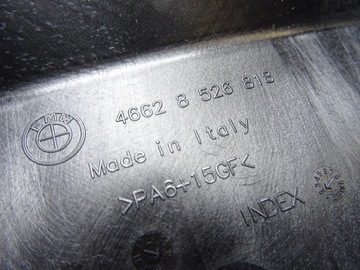 BMW
4662 8 526 818
Made in Italy
>PA6+15GF<
INDEX